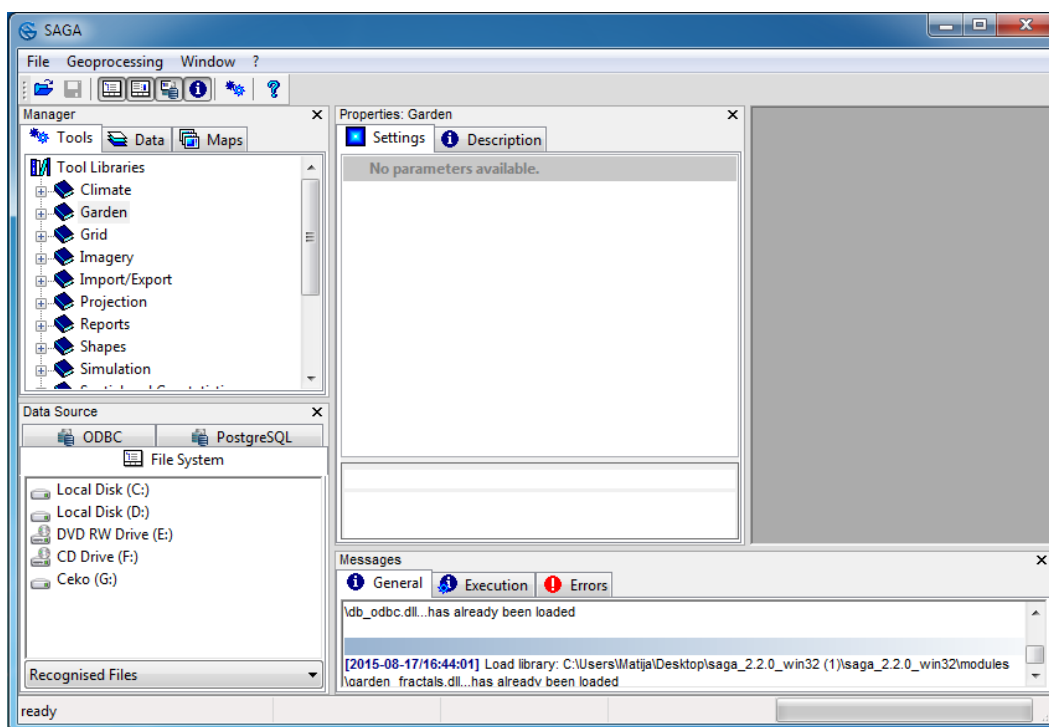 SAGA
File Geoprocessing Window ?
Manager
Tools Data Maps
Tool Libraries
Climate
Garden
Grid
Imagery
Import/Export
Projection
Reports
Shapes
Simulation
Data Source
ODBC PostgreSQL
File System
Local Disk (C:)
Local Disk (D:)
DVD RW Drive (E:)
CD Drive (F:)
Ceko (G:)
Recognised Files
Properties: Garden
Settings Description
No parameters available.
Messages
General Execution Errors
\db_odbc.dll...has already been loaded
[2015-08-17/16:44:01] Load library: C:\Users\Matija\Desktop\saga_2.2.0_win32 (1)\saga_2.2.0_win32\modules
\garden_fractals.dll...has already been loaded
ready